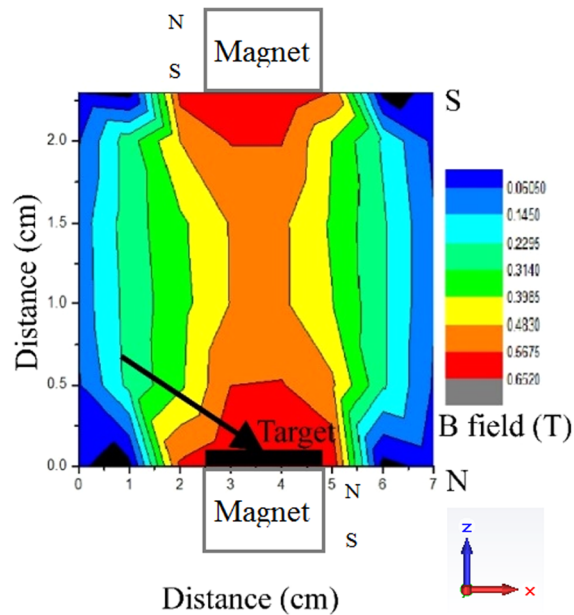 N
S
Magnet
S
2.0
1.5
1.0
0.5
0.0
Distance (cm)
0.06050
0.1450
0.2295
0.3140
0.3985
0.4830
0.5675
0.6520
B field (T)
Target
0 1 2 3 4 5 6 7
N
Magnet
N
S
z
x
Distance (cm)